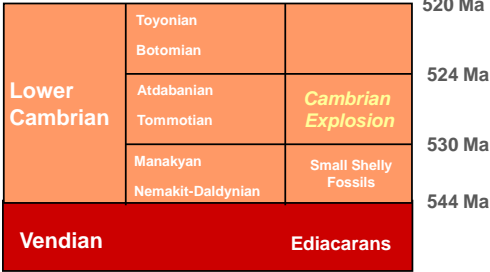 520 Ma
Toyonian
Botomian
524 Ma
Lower
Cambrian
Atdabanian
Tommotian
Cambrian
Explosion
530 Ma
Manakyan
Nemakit-Daldynian
Small Shelly
Fossils
544 Ma
Vendian
Ediacarans